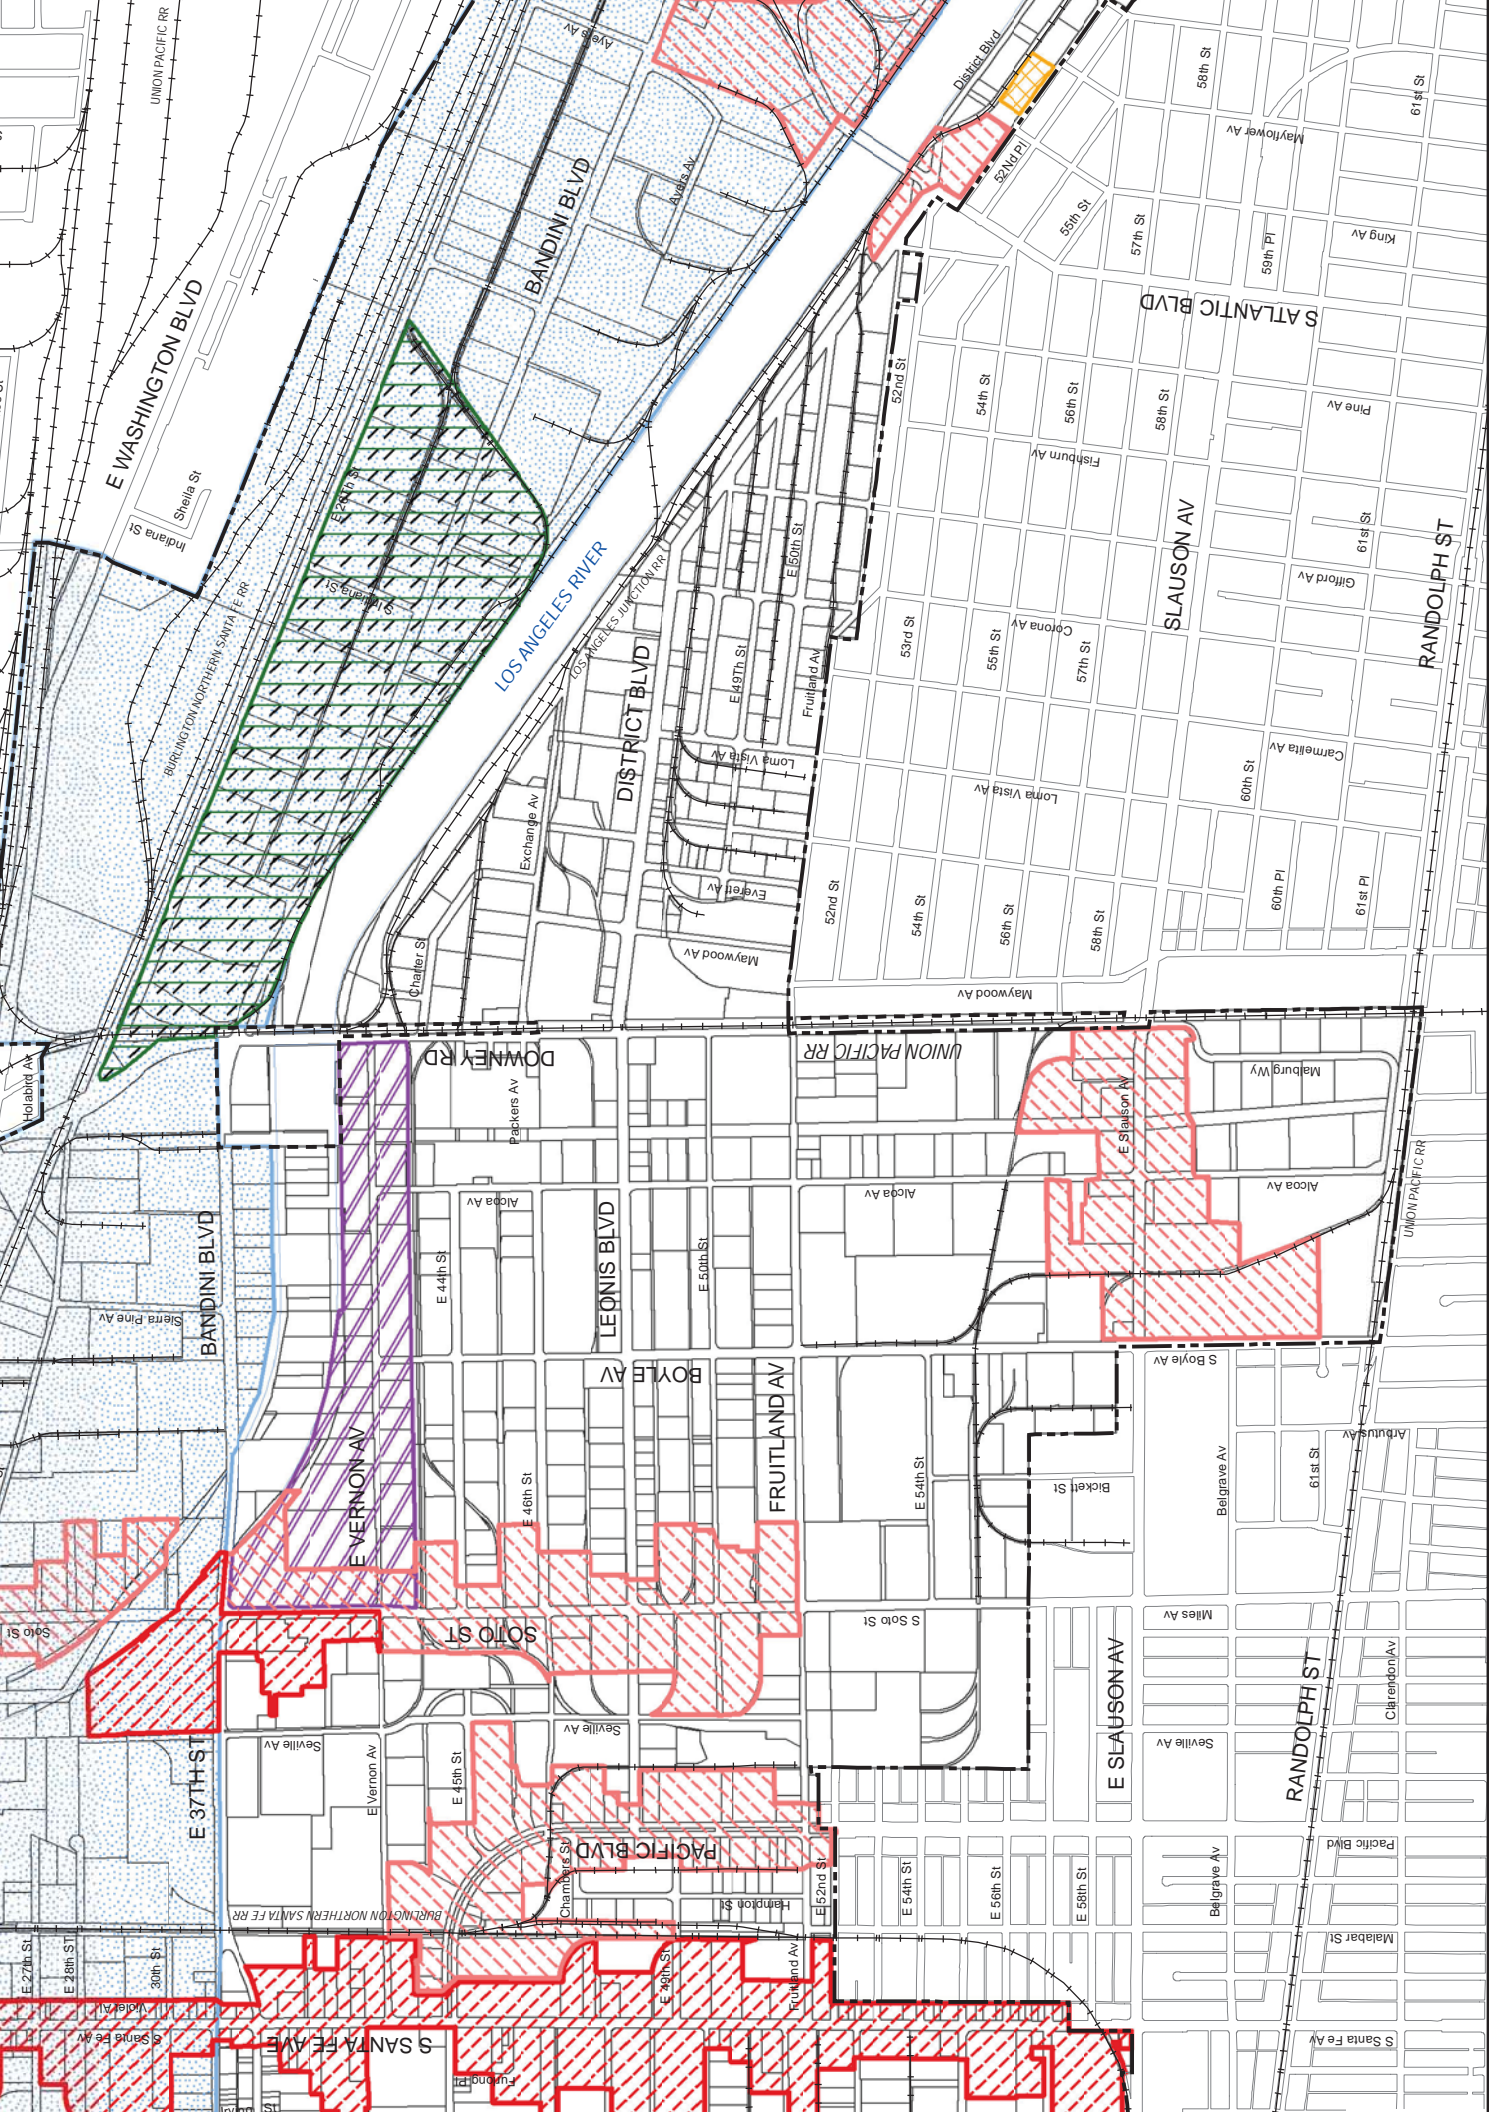 UNION PACIFIC RR
Ayers Av
District Blvd
58th St
61st St
Mayflower Av
52Nd Pl
BANDINI BLVD
Ayers Av
55th St
57th St
59th Pl
King Av
E WASHINGTON BLVD
S ATLANTIC BLVD
52nd St
54th St
56th St
58th St
Pine Av
Fishburn Av
Sheila St
Indiana St
E 26Th St
E 50th St
SLAUSON AV
61st St
RANDOLPH ST
Gifford Av
LOS ANGELES RIVER
LOS ANGELES JUNCTION RR
S Indiana St
BURLINGTON NORTHERN SANTA FE RR
DISTRICT BLVD
E 49Th St
Fruitland Av
53rd St
55th St
Corona Av
57th St
Loma Vista Av
Loma Vista Av
Carmelita Av
60th St
Exchange Av
Everett Av
52nd St
54th St
56th St
58th St
60th Pl
61st Pl
Charter St
Maywood Av
Maywood Av
Holabird Av
DOWNEY RD
UNION PACIFIC RR
Packers Av
E Slauson Av
Malburg Wy
BANDINI BLVD
Alcoa Av
Alcoa Av
Alcoa Av
UNION PACIFIC RR
Sierra Pine Av
E 44th St
LEONIS BLVD
E 50th St
BOYLE AV
FRUITLAND AV
S Boyle Av
E VERNON AV
E 46th St
E 54th St
Bickett St
Belgrave Av
61st St
Arbutus Av
Soto St
SOTO ST
S Soto St
Miles Av
E SLAUSON AV
RANDOLPH ST
Clarendon Av
E 37TH ST
Seville Av
E Vernon Av
E 45th St
Seville Av
Seville Av
PACIFIC BLVD
Chambers St
Hampton St
E 52nd St
E 54th St
E 56th St
E 58th St
Belgrave Av
Pacific Blvd
BURLINGTON NORTHERN SANTA FE RR
E 27th St
E 28th ST
30th St
Violet Al
E 49th St
Fruitland Av
Malabar St
S Santa Fe Av
S SANTA FE AVE
S Santa Fe Av
Furlong Pl
St